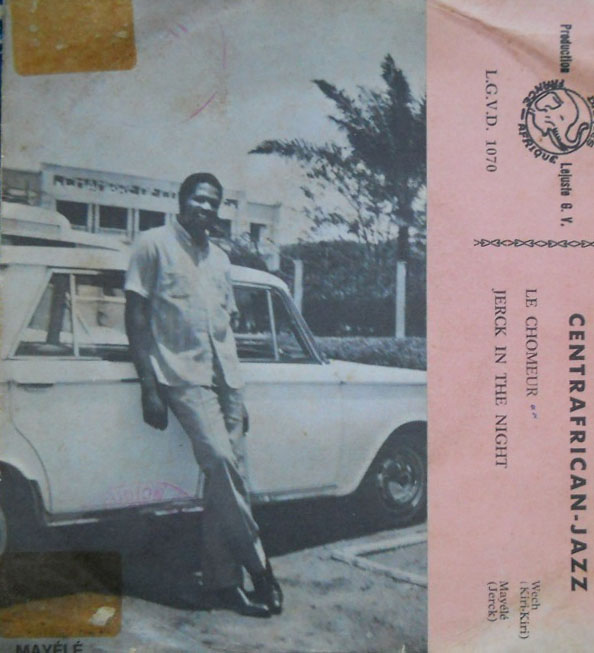 Production
AFRIQUE
Lejuste G. V.
L.G.V.D. 1070
CENTRAFRICAN-JAZZ
LE CHOMEUR
Wech
(Kiri-Kiri)
JERCK IN THE NIGHT
Mayélé
(Jerck)
MAYÉLÉ